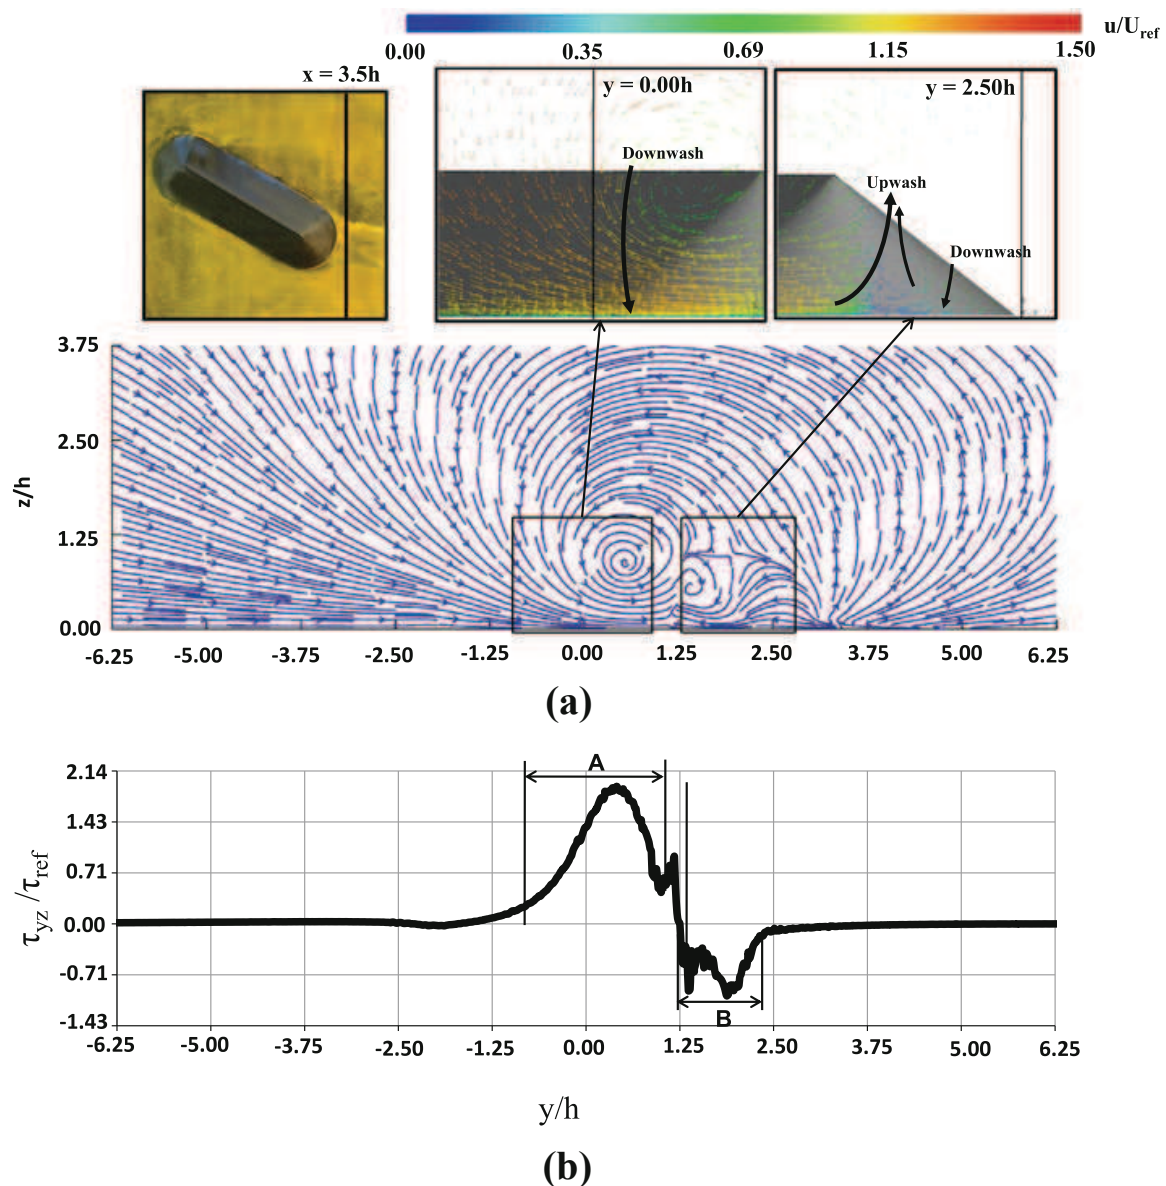 u/Uref
0.00 0.35 0.69 1.15 1.50
x = 3.5h
y = 0.00h
y = 2.50h
Downwash
Upwash
Downwash
z/h
3.75
2.50
1.25
0.00
-6.25 -5.00 -3.75 -2.50 -1.25 0.00 1.25 2.50 3.75 5.00 6.25
(a)
τyz /τref
2.14
1.43
0.71
0.00
-0.71
-1.43
A
B
-6.25 -5.00 -3.75 -2.50 -1.25 0.00 1.25 2.50 3.75 5.00 6.25
y/h
(b)